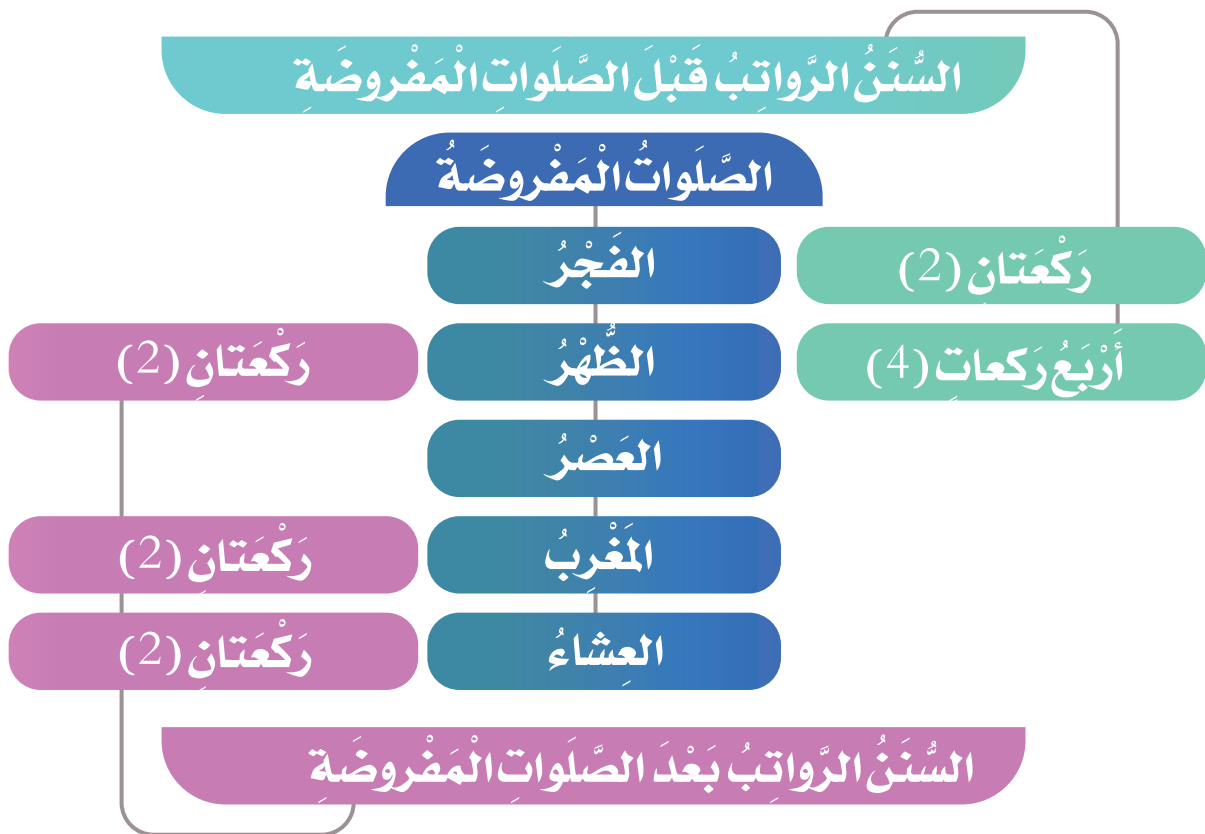 السُّنَنُ الرَّواتِبُ قَبْلَ الصَّلَواتِ الْمَفْروضَةِ
الصَّلَواتُ الْمَفْروضَةُ
رَكْعَتانِ (2)
الفَجْرُ
أَرْبَعُ رَكعاتٍ (4)
الظُّهْرُ
رَكْعَتانِ (2)
العَصْرُ
المَغْرِبُ
رَكْعَتانِ (2)
العِشاءُ
رَكْعَتانِ (2)
السُّنَنُ الرَّواتِبُ بَعْدَ الصَّلَواتِ الْمَفْروضَةِ